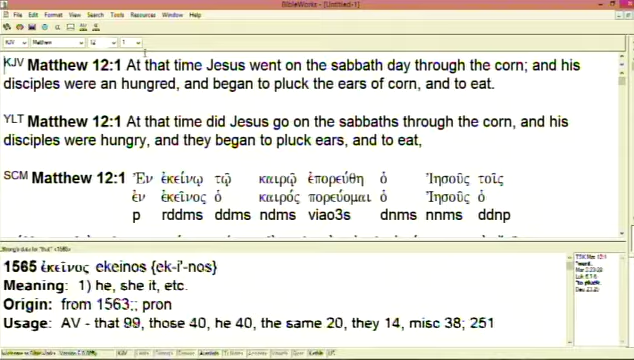 BibleWorks - [Untitled-1]
File Edit Format View Search Tools Resources Window Help
KJV Matthew 12 1
KJV Matthew 12:1 At that time Jesus went on the sabbath day through the corn; and his
disciples were an hungred, and began to pluck the ears of corn, and to eat.
YLT Matthew 12:1 At that time did Jesus go on the sabbaths through the corn, and his
disciples were hungry, and they began to pluck ears, and to eat,
SCM Matthew 12:1 Ἐν ἐκείνῳ τῷ καιρῷ ἐπορεύθη ὁ Ἰησοῦς τοῖς
ἐν ἐκεῖνος ὁ καιρός πορεύομαι ὁ Ἰησοῦς ὁ
p rddms ddms ndms viao3s dnms nnms ddnp
1565 ἐκεῖνος ekeinos {ek-i'-nos}
Meaning: 1) he, she it, etc.
Origin: from 1563;; pron
Usage: AV - that 99, those 40, he 40, the same 20, they 14, misc 38; 251